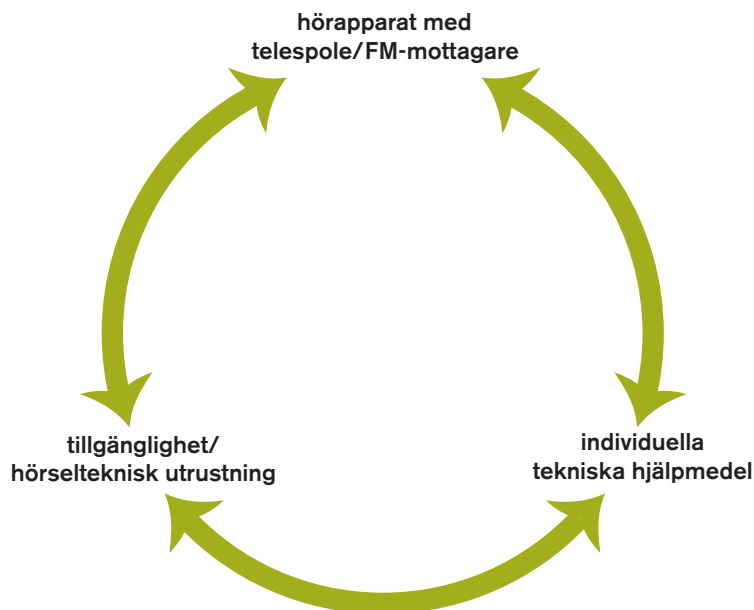 hörapparat med
telespole/FM-mottagare
tillgänglighet/
hörselteknisk utrustning
individuella
tekniska hjälpmedel